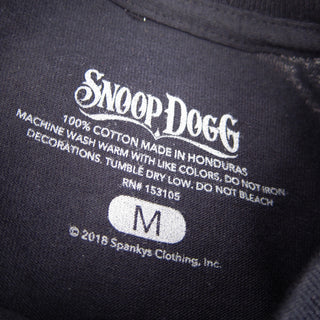 SNOOP DOGG
100% COTTON MADE IN HONDURAS
MACHINE WASH WARM WITH LIKE COLORS, DO NOT IRON
DECORATIONS. TUMBLE DRY LOW. DO NOT BLEACH
RN# 153105
M
© 2018 Spankys Clothing, Inc.